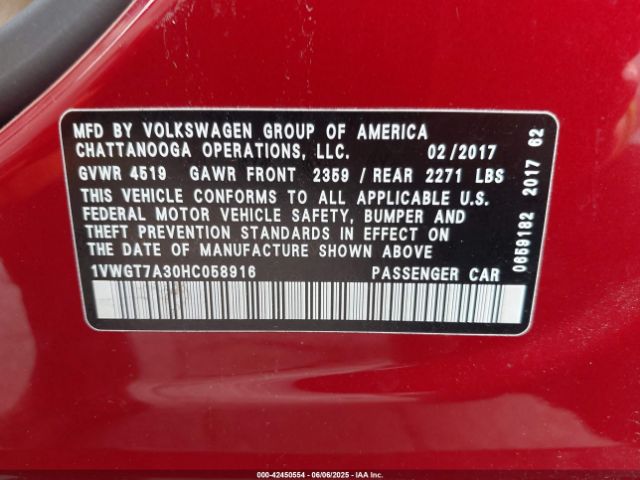 MFD BY VOLKSWAGEN GROUP OF AMERICA
CHATTANOOGA OPERATIONS, LLC. 02/2017
GVWR 4519 GAWR FRONT 2359 / REAR 2271 LBS
THIS VEHICLE CONFORMS TO ALL APPLICABLE U.S.
FEDERAL MOTOR VEHICLE SAFETY, BUMPER AND
THEFT PREVENTION STANDARDS IN EFFECT ON
THE DATE OF MANUFACTURE SHOWN ABOVE
1VWGT7A30HC058916 PASSENGER CAR
0659182 2017 62
000-42450554 - 06/06/2025 - IAA Inc.